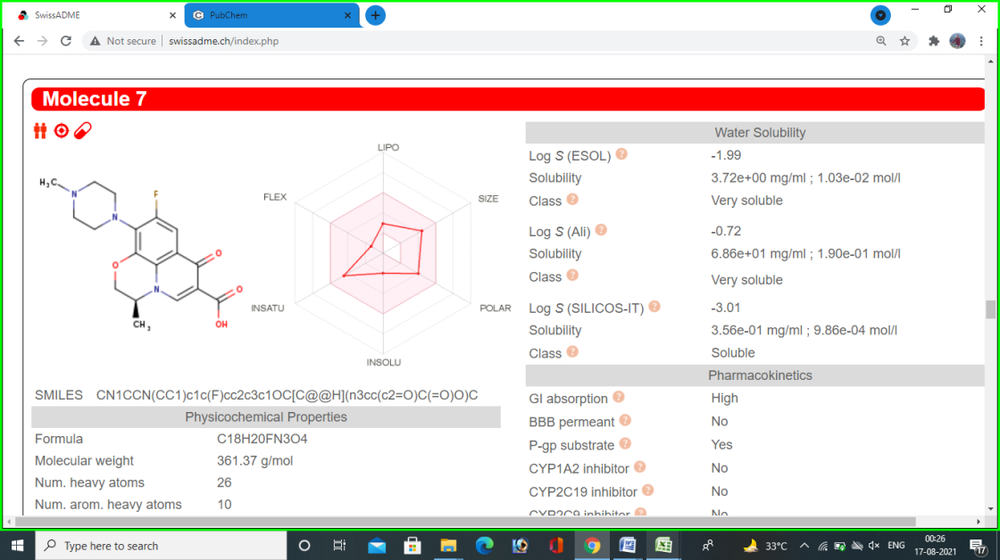 SwissADME
PubChem
Not secure swissadme.ch/index.php
Molecule 7
LIPO
SIZE
POLAR
INSOLU
INSATU
FLEX
H3C
N
N
F
O
N
O
O
OH
CH3
SMILES CN1CCN(CC1)c1c(F)cc2c3c1OC[C@@H](n3cc(c2=O)C(=O)O)C
Physicochemical Properties
Formula C18H20FN3O4
Molecular weight 361.37 g/mol
Num. heavy atoms 26
Num. arom. heavy atoms 10
Water Solubility
Log S (ESOL) ? -1.99
Solubility 3.72e+00 mg/ml ; 1.03e-02 mol/l
Class ? Very soluble
Log S (Ali) ? -0.72
Solubility 6.86e+01 mg/ml ; 1.90e-01 mol/l
Class ? Very soluble
Log S (SILICOS-IT) ? -3.01
Solubility 3.56e-01 mg/ml ; 9.86e-04 mol/l
Class ? Soluble
Pharmacokinetics
GI absorption ? High
BBB permeant ? No
P-gp substrate ? Yes
CYP1A2 inhibitor ? No
CYP2C19 inhibitor ? No
CYP2C9 inhibitor ? No
Type here to search
33°C
ENG
00:26
17-08-2021
17